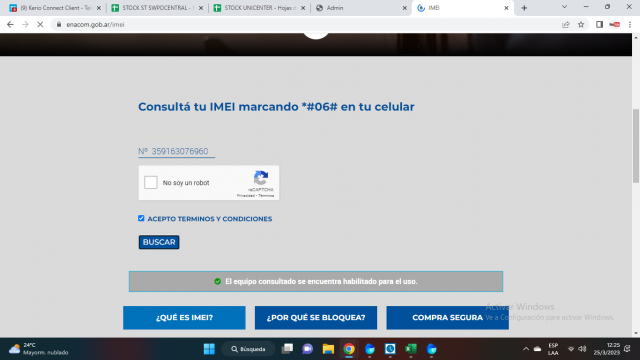 (9) Kerio Connect Client - Te
STOCK ST SWPOCENTRAL -
STOCK UNICENTER - Hojas d
Admin
IMEI
enacom.gob.ar/imei
Consultá tu IMEI marcando *#06# en tu celular
Nº 359163076960
No soy un robot
reCAPTCHA
Privacidad - Términos
ACEPTO TERMINOS Y CONDICIONES
BUSCAR
El equipo consultado se encuentra habilitado para el uso.
¿QUÉ ES IMEI?
¿POR QUÉ SE BLOQUEA?
COMPRA SEGURA
Activar Windows
Ve a Configuración para activar Windows.
24°C
Mayorm. nublado
Búsqueda
ESP
LAA
12:25
25/3/2023